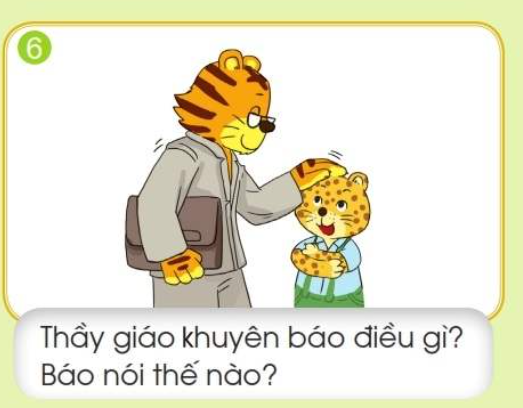 6
Thầy giáo khuyên báo điều gì?
Báo nói thế nào?